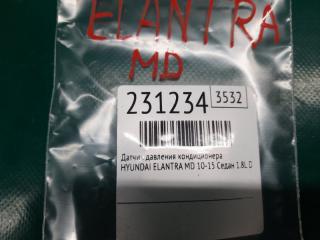 ELANTRA
MD
231234 3532
Датчик давления кондиционера
HYUNDAI ELANTRA MD 10-15 Седан 1.8L D